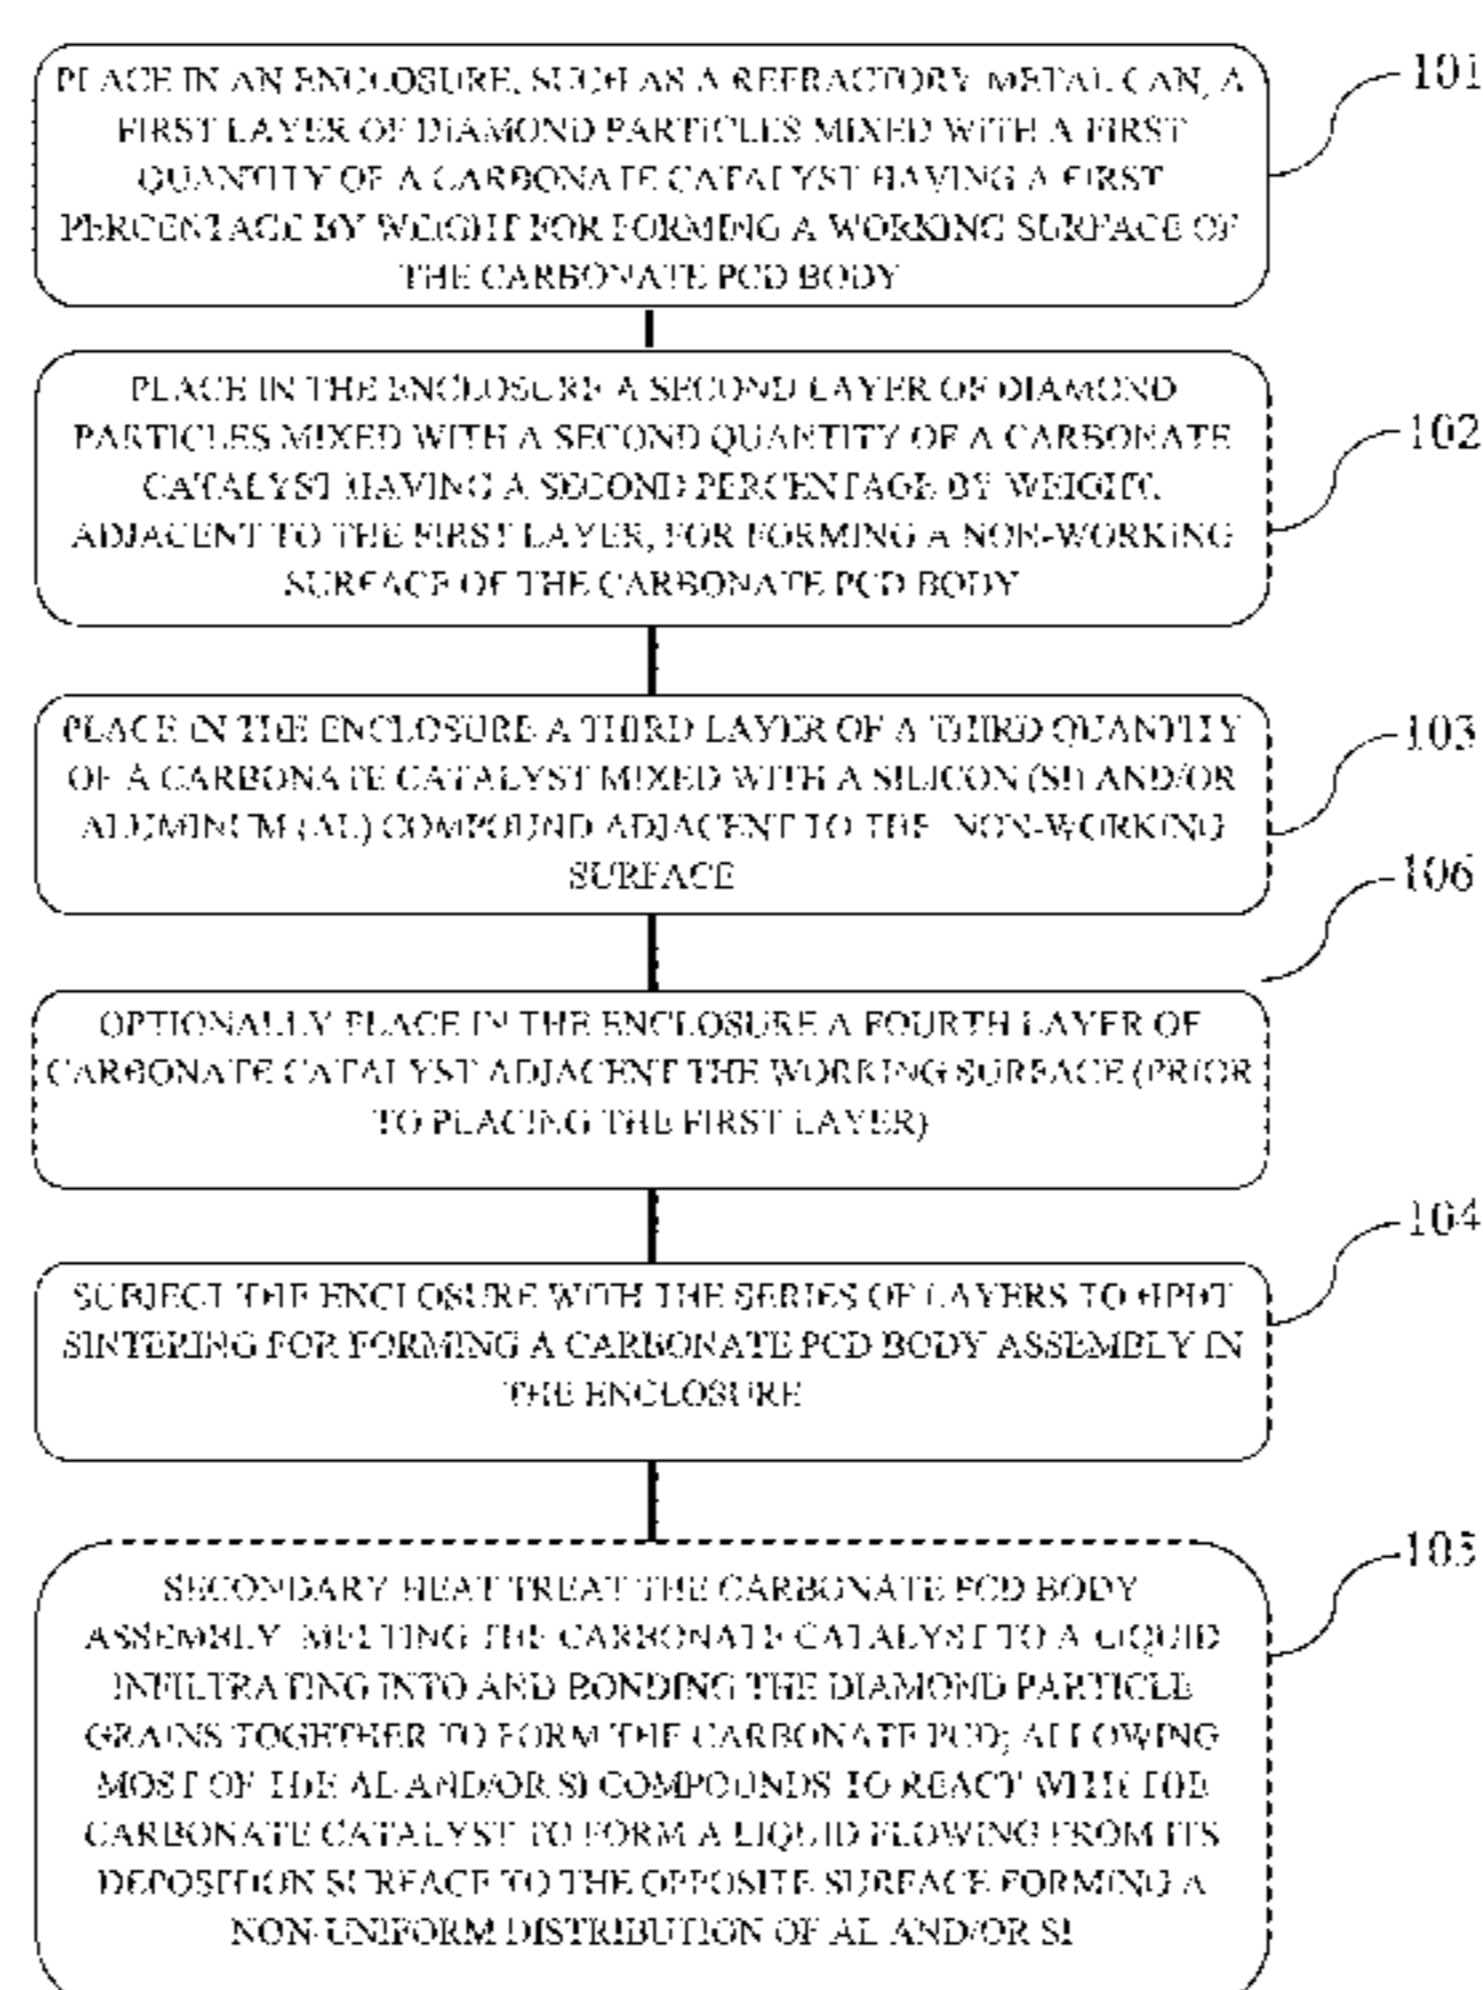 PLACE IN AN ENCLOSURE, SUCH AS A REFRACTORY METAL CAN, A
FIRST LAYER OF DIAMOND PARTICLES MIXED WITH A FIRST
QUANTITY OF A CARBONATE CATALYST HAVING A FIRST
PERCENTAGE BY WEIGHT FOR FORMING A WORKING SURFACE OF
THE CARBONATE PCD BODY
101
PLACE IN THE ENCLOSURE A SECOND LAYER OF DIAMOND
PARTICLES MIXED WITH A SECOND QUANTITY OF A CARBONATE
CATALYST HAVING A SECOND PERCENTAGE BY WEIGHT,
ADJACENT TO THE FIRST LAYER, FOR FORMING A NON-WORKING
SURFACE OF THE CARBONATE PCD BODY
102
PLACE IN THE ENCLOSURE A THIRD LAYER OF A THIRD QUANTITY
OF A CARBONATE CATALYST MIXED WITH A SILICON (SI) AND/OR
ALUMINUM (AL) COMPOUND ADJACENT TO THE NON-WORKING
SURFACE
103
106
OPTIONALLY PLACE IN THE ENCLOSURE A FOURTH LAYER OF
CARBONATE CATALYST ADJACENT THE WORKING SURFACE (PRIOR
TO PLACING THE FIRST LAYER)
104
SUBJECT THE ENCLOSURE WITH THE SERIES OF LAYERS TO HPHT
SINTERING FOR FORMING A CARBONATE PCD BODY ASSEMBLY IN
THE ENCLOSURE
105
SECONDARY HEAT TREAT THE CARBONATE PCD BODY
ASSEMBLY MELTING THE CARBONATE CATALYST TO A LIQUID
INFILTRATING INTO AND BONDING THE DIAMOND PARTICLE
GRAINS TOGETHER TO FORM THE CARBONATE PCD; ALLOWING
MOST OF THE AL AND/OR SI COMPOUNDS TO REACT WITH THE
CARBONATE CATALYST TO FORM A LIQUID FLOWING FROM ITS
DEPOSITION SURFACE TO THE OPPOSITE SURFACE FORMING A
NON-UNIFORM DISTRIBUTION OF AL AND/OR SI